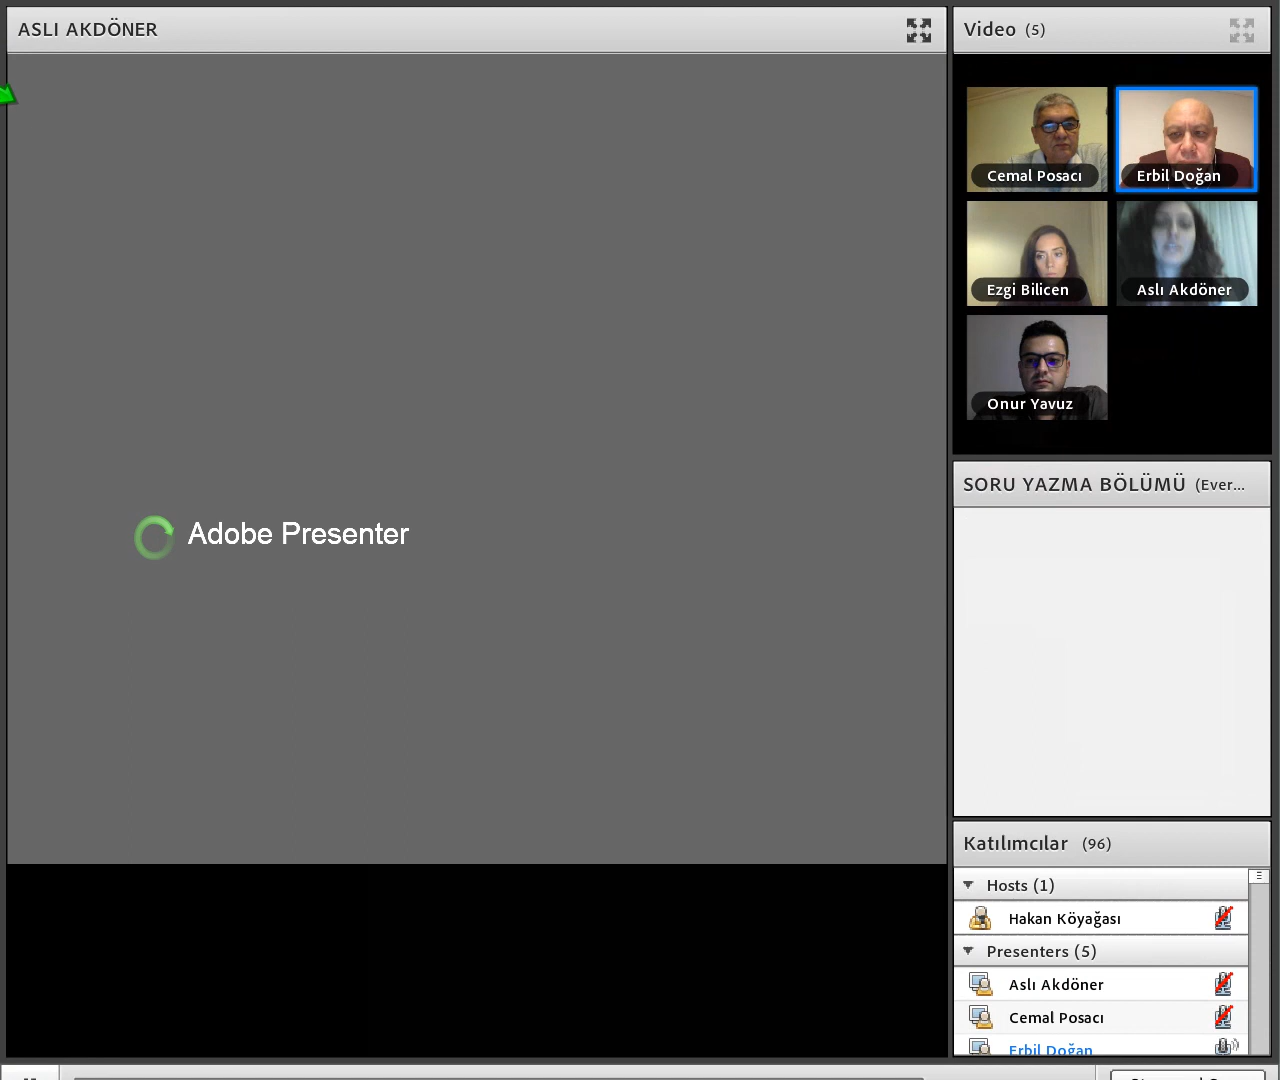 ASLI AKDÖNER
Adobe Presenter
Video (5)
Cemal Posacı
Erbil Doğan
Ezgi Bilicen
Aslı Akdöner
Onur Yavuz
SORU YAZMA BÖLÜMÜ (Ever...
Katılımcılar (96)
Hosts (1)
Hakan Köyağası
Presenters (5)
Aslı Akdöner
Cemal Posacı
Erbil Doğan